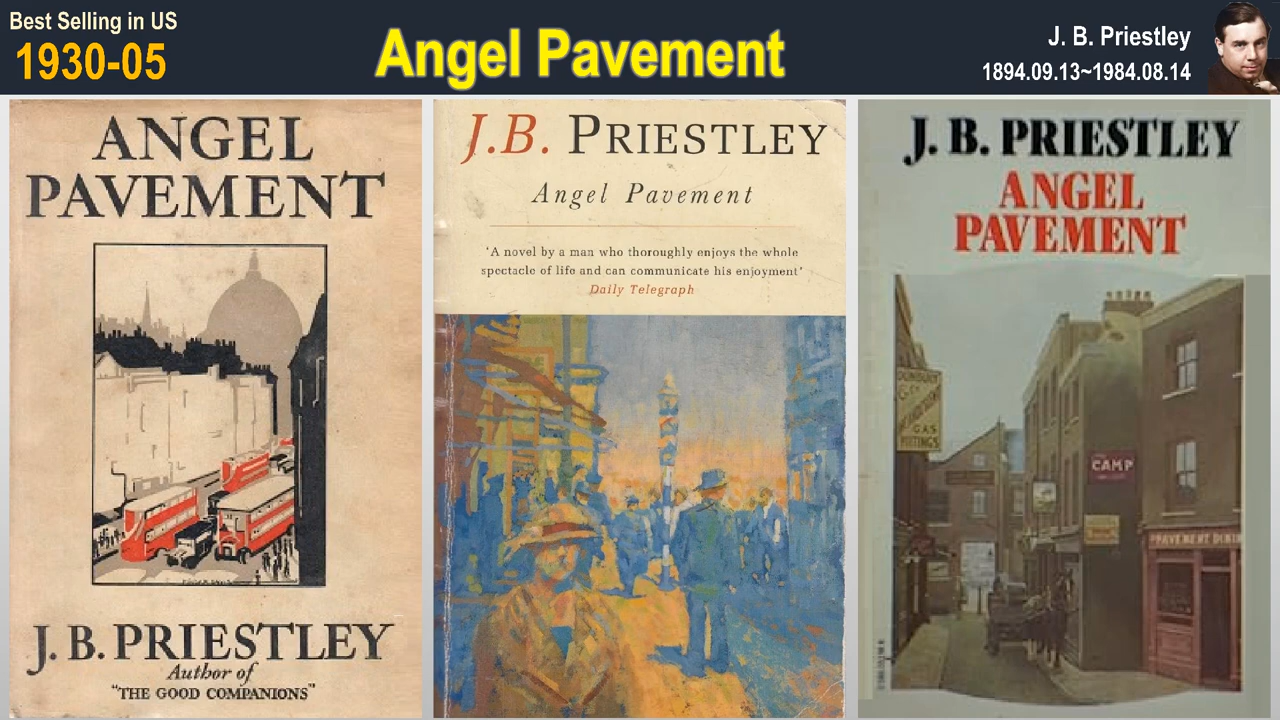 Best Selling in US
1930-05
Angel Pavement
J. B. Priestley
1894.09.13~1984.08.14
ANGEL
PAVEMENT
J. B. PRIESTLEY
Author of
"THE GOOD COMPANIONS"
J.B. PRIESTLEY
Angel Pavement
'A novel by a man who thoroughly enjoys the whole
spectacle of life and can communicate his enjoyment'
Daily Telegraph
J. B. PRIESTLEY
ANGEL
PAVEMENT
GAS
FITTINGS
CAMP
PAVEMENT